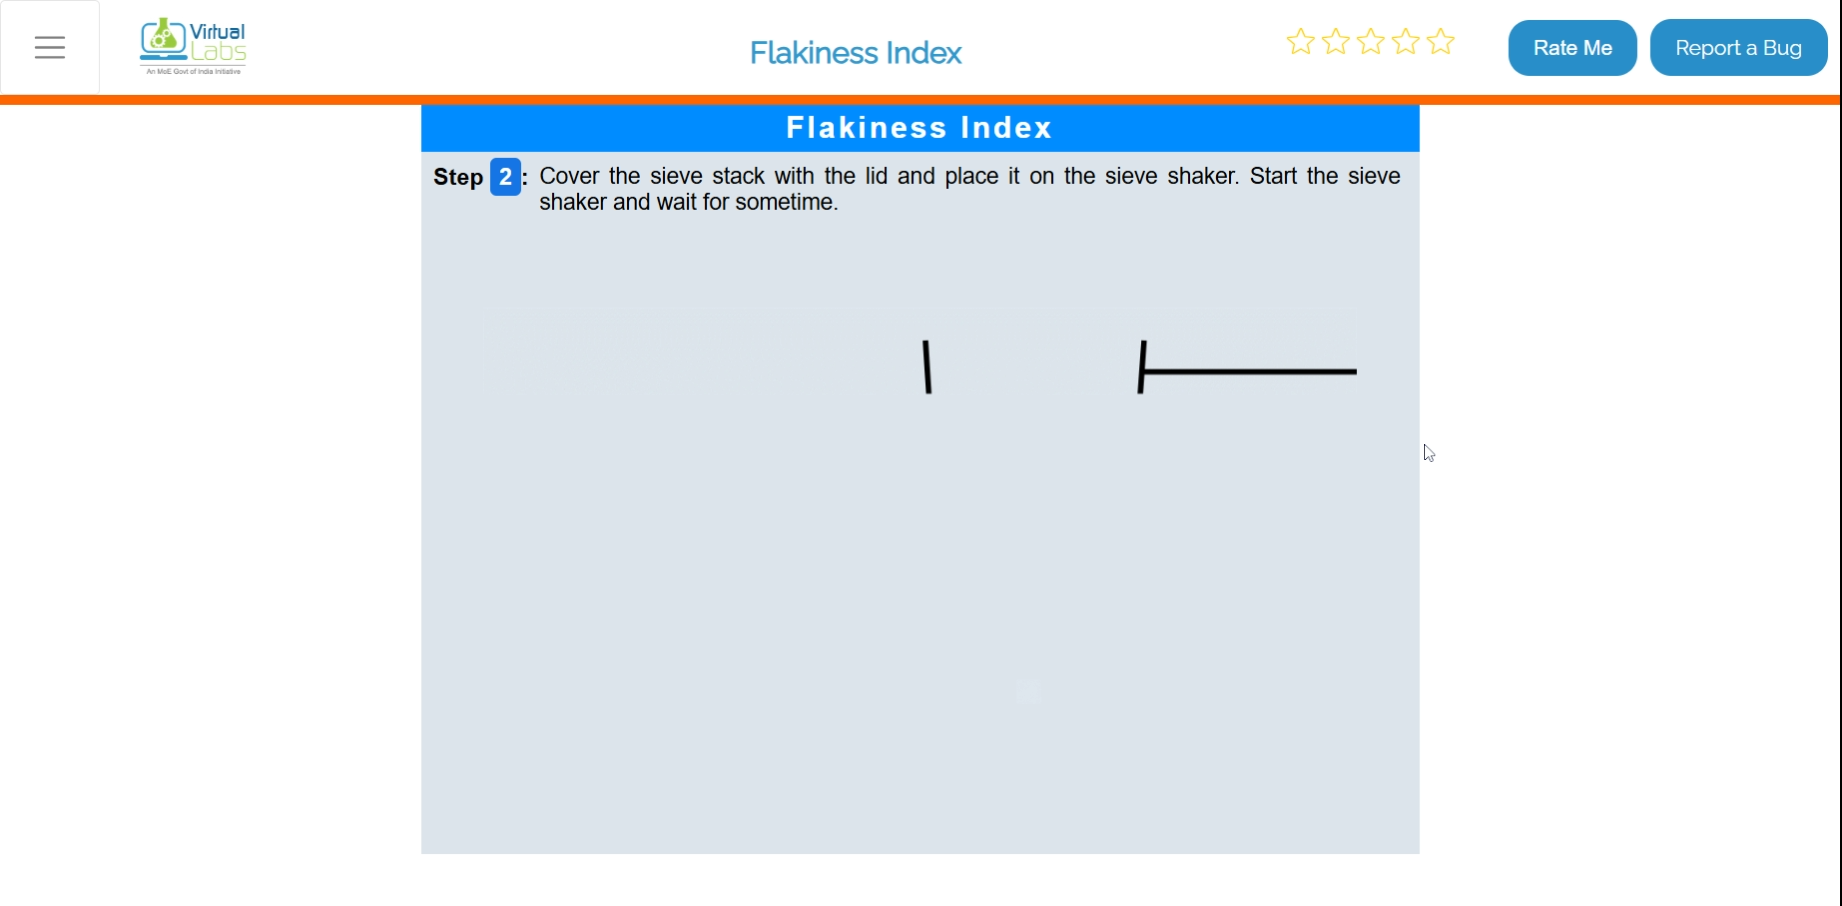 Virtual
Labs
An MoE Govt of India Initiative
Flakiness Index
Rate Me
Report a Bug
Flakiness Index
Step 2 : Cover the sieve stack with the lid and place it on the sieve shaker. Start the sieve
shaker and wait for sometime.